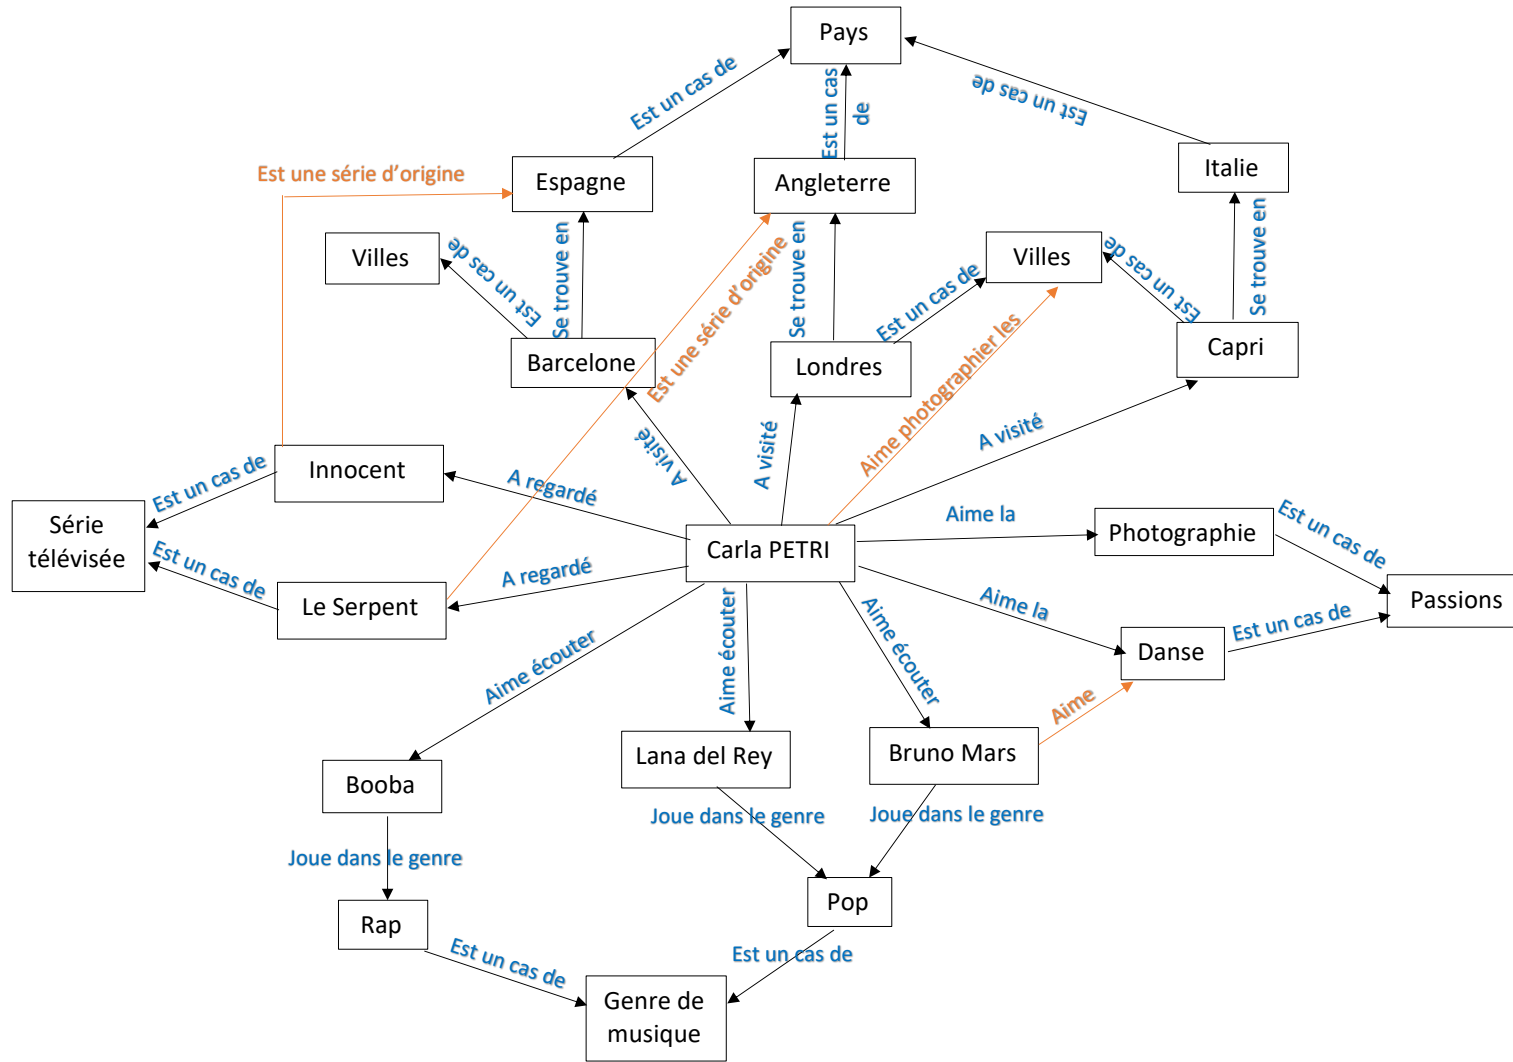 Pays
Est un cas de
Est un cas
de
Est un cas de
Est une série d'origine
Espagne
Angleterre
Italie
Villes
Est un cas de
Se trouve en
Est une série d'origine
Se trouve en
Est un cas de
Villes
Est un cas de
Se trouve en
Barcelone
Londres
Capri
A visité
A visité
Aime photographier les
A visité
Innocent
Est un cas de
A regardé
Série
télévisée
Est un cas de
Le Serpent
A regardé
Carla PETRI
Aime la
Photographie
Est un cas de
Passions
Aime la
Danse
Est un cas de
Aime écouter
Aime écouter
Aime écouter
Aime
Booba
Lana del Rey
Bruno Mars
Joue dans le genre
Joue dans le genre
Joue dans le genre
Rap
Pop
Est un cas de
Est un cas de
Genre de
musique